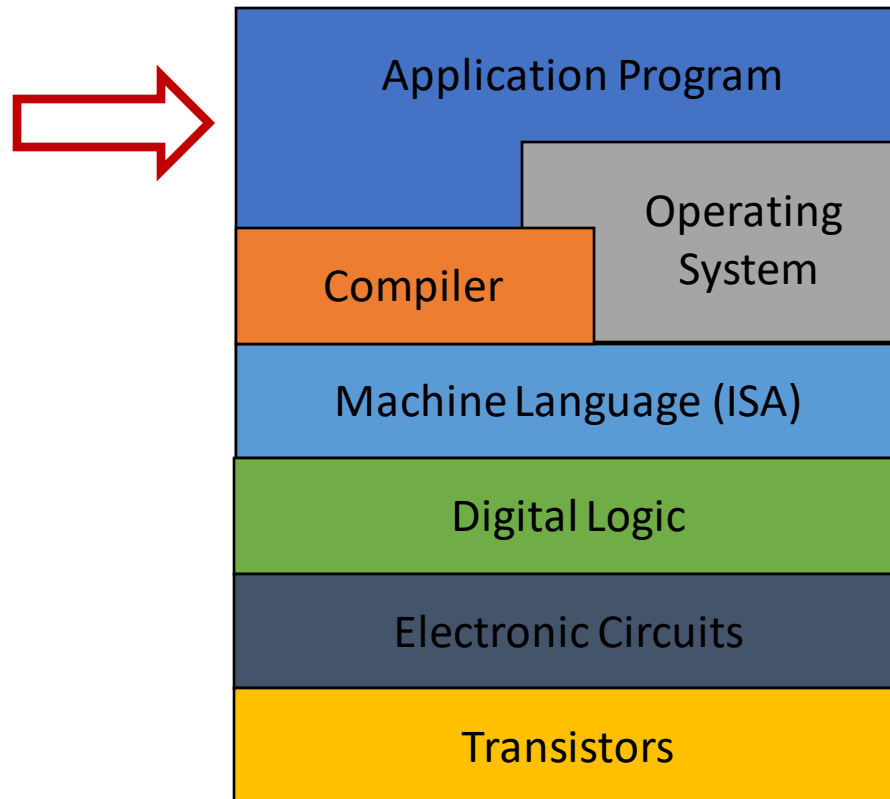 Application Program
Operating
System
Compiler
Machine Language (ISA)
Digital Logic
Electronic Circuits
Transistors